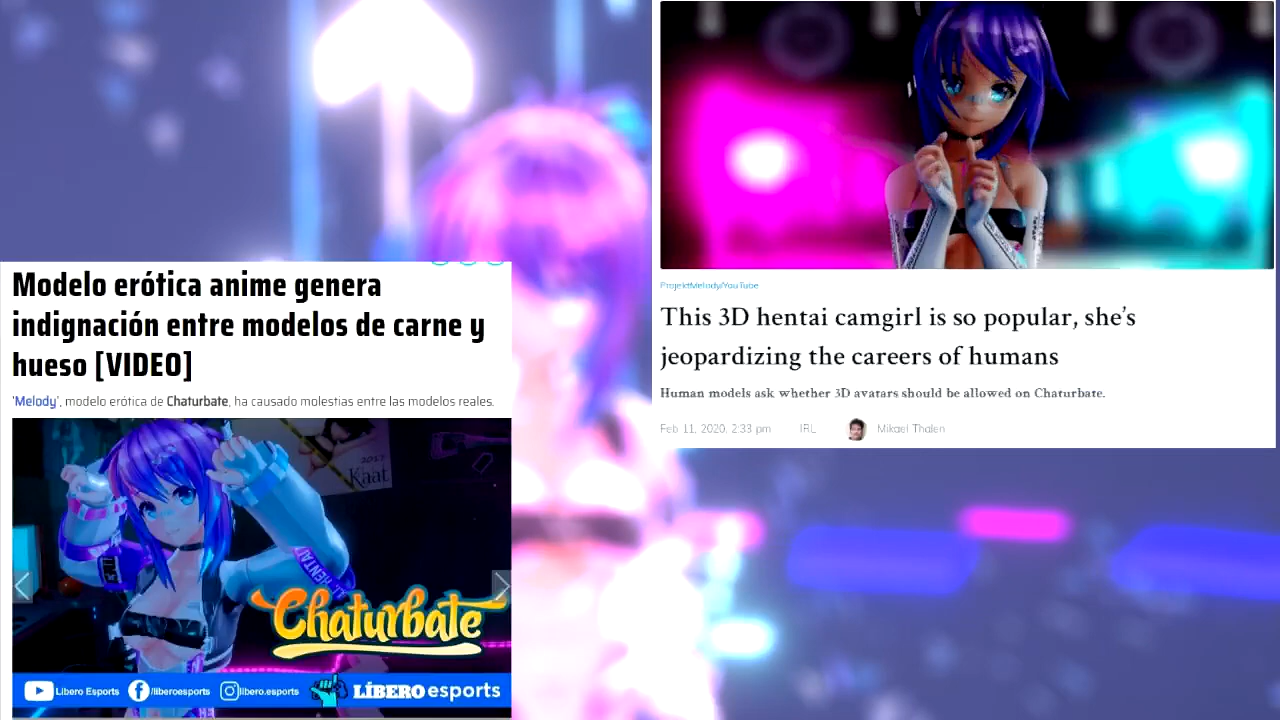 Modelo erótica anime genera
indignación entre modelos de carne y
hueso [VIDEO]
'Melody', modelo erótica de Chaturbate, ha causado molestias entre las modelos reales.
2017
Kaat
HENTAI
Chaturbate
Libero Esports /liberoesports libero.esports LÍBERO esports
ProjektMelody/YouTube
This 3D hentai camgirl is so popular, she's
jeopardizing the careers of humans
Human models ask whether 3D avatars should be allowed on Chaturbate.
Feb 11, 2020, 2:33 pm IRL Mikael Thalen